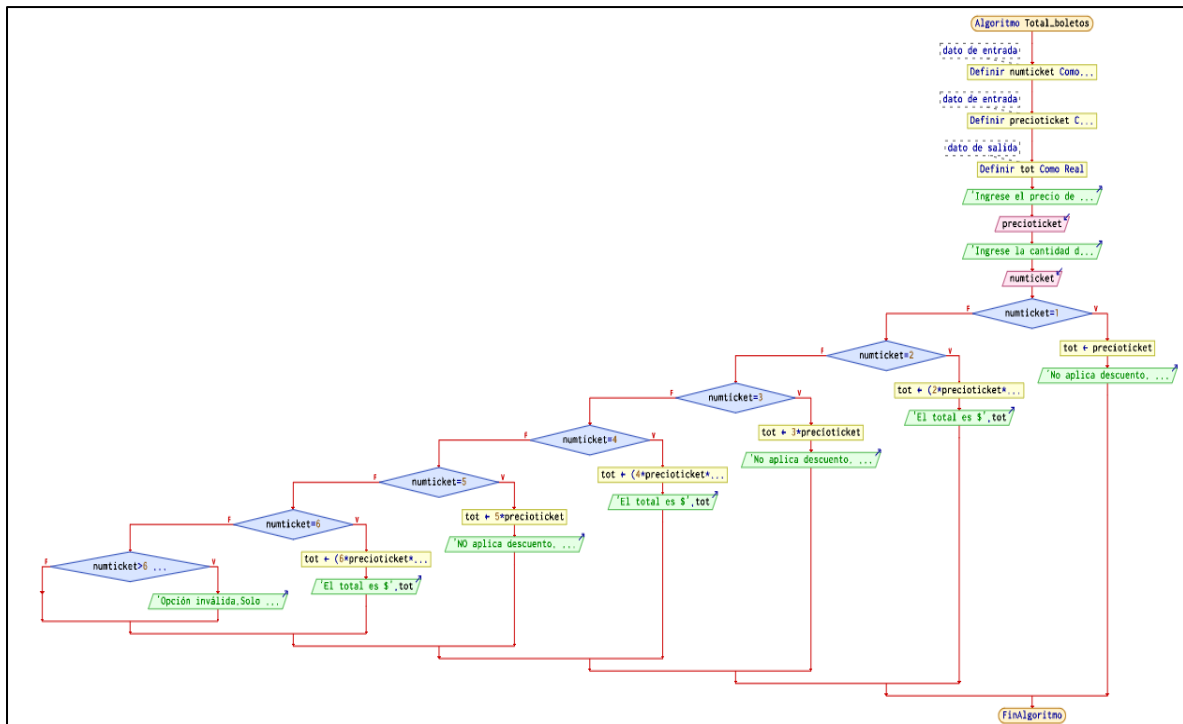 Algoritmo Total_boletos
dato de entrada
Definir numticket Como...
dato de entrada
Definir precioticket C...
dato de salida
Definir tot Como Real
'Ingrese el precio de ...
precioticket
'Ingrese la cantidad d...
numticket
F
numticket=1
V
tot ← precioticket
'No aplica descuento. ...
F
numticket=2
V
tot ← (2*precioticket*...
'El total es $',tot
F
numticket=3
V
tot ← 3*precioticket
'No aplica descuento. ...
F
numticket=4
V
tot ← (4*precioticket*...
'El total es $',tot
F
numticket=5
V
tot ← 5*precioticket
'NO aplica descuento. ...
F
numticket=6
V
tot ← (6*precioticket*...
'El total es $',tot
F
numticket>6 ...
V
'Opción inválida.Solo ...
FinAlgoritmo